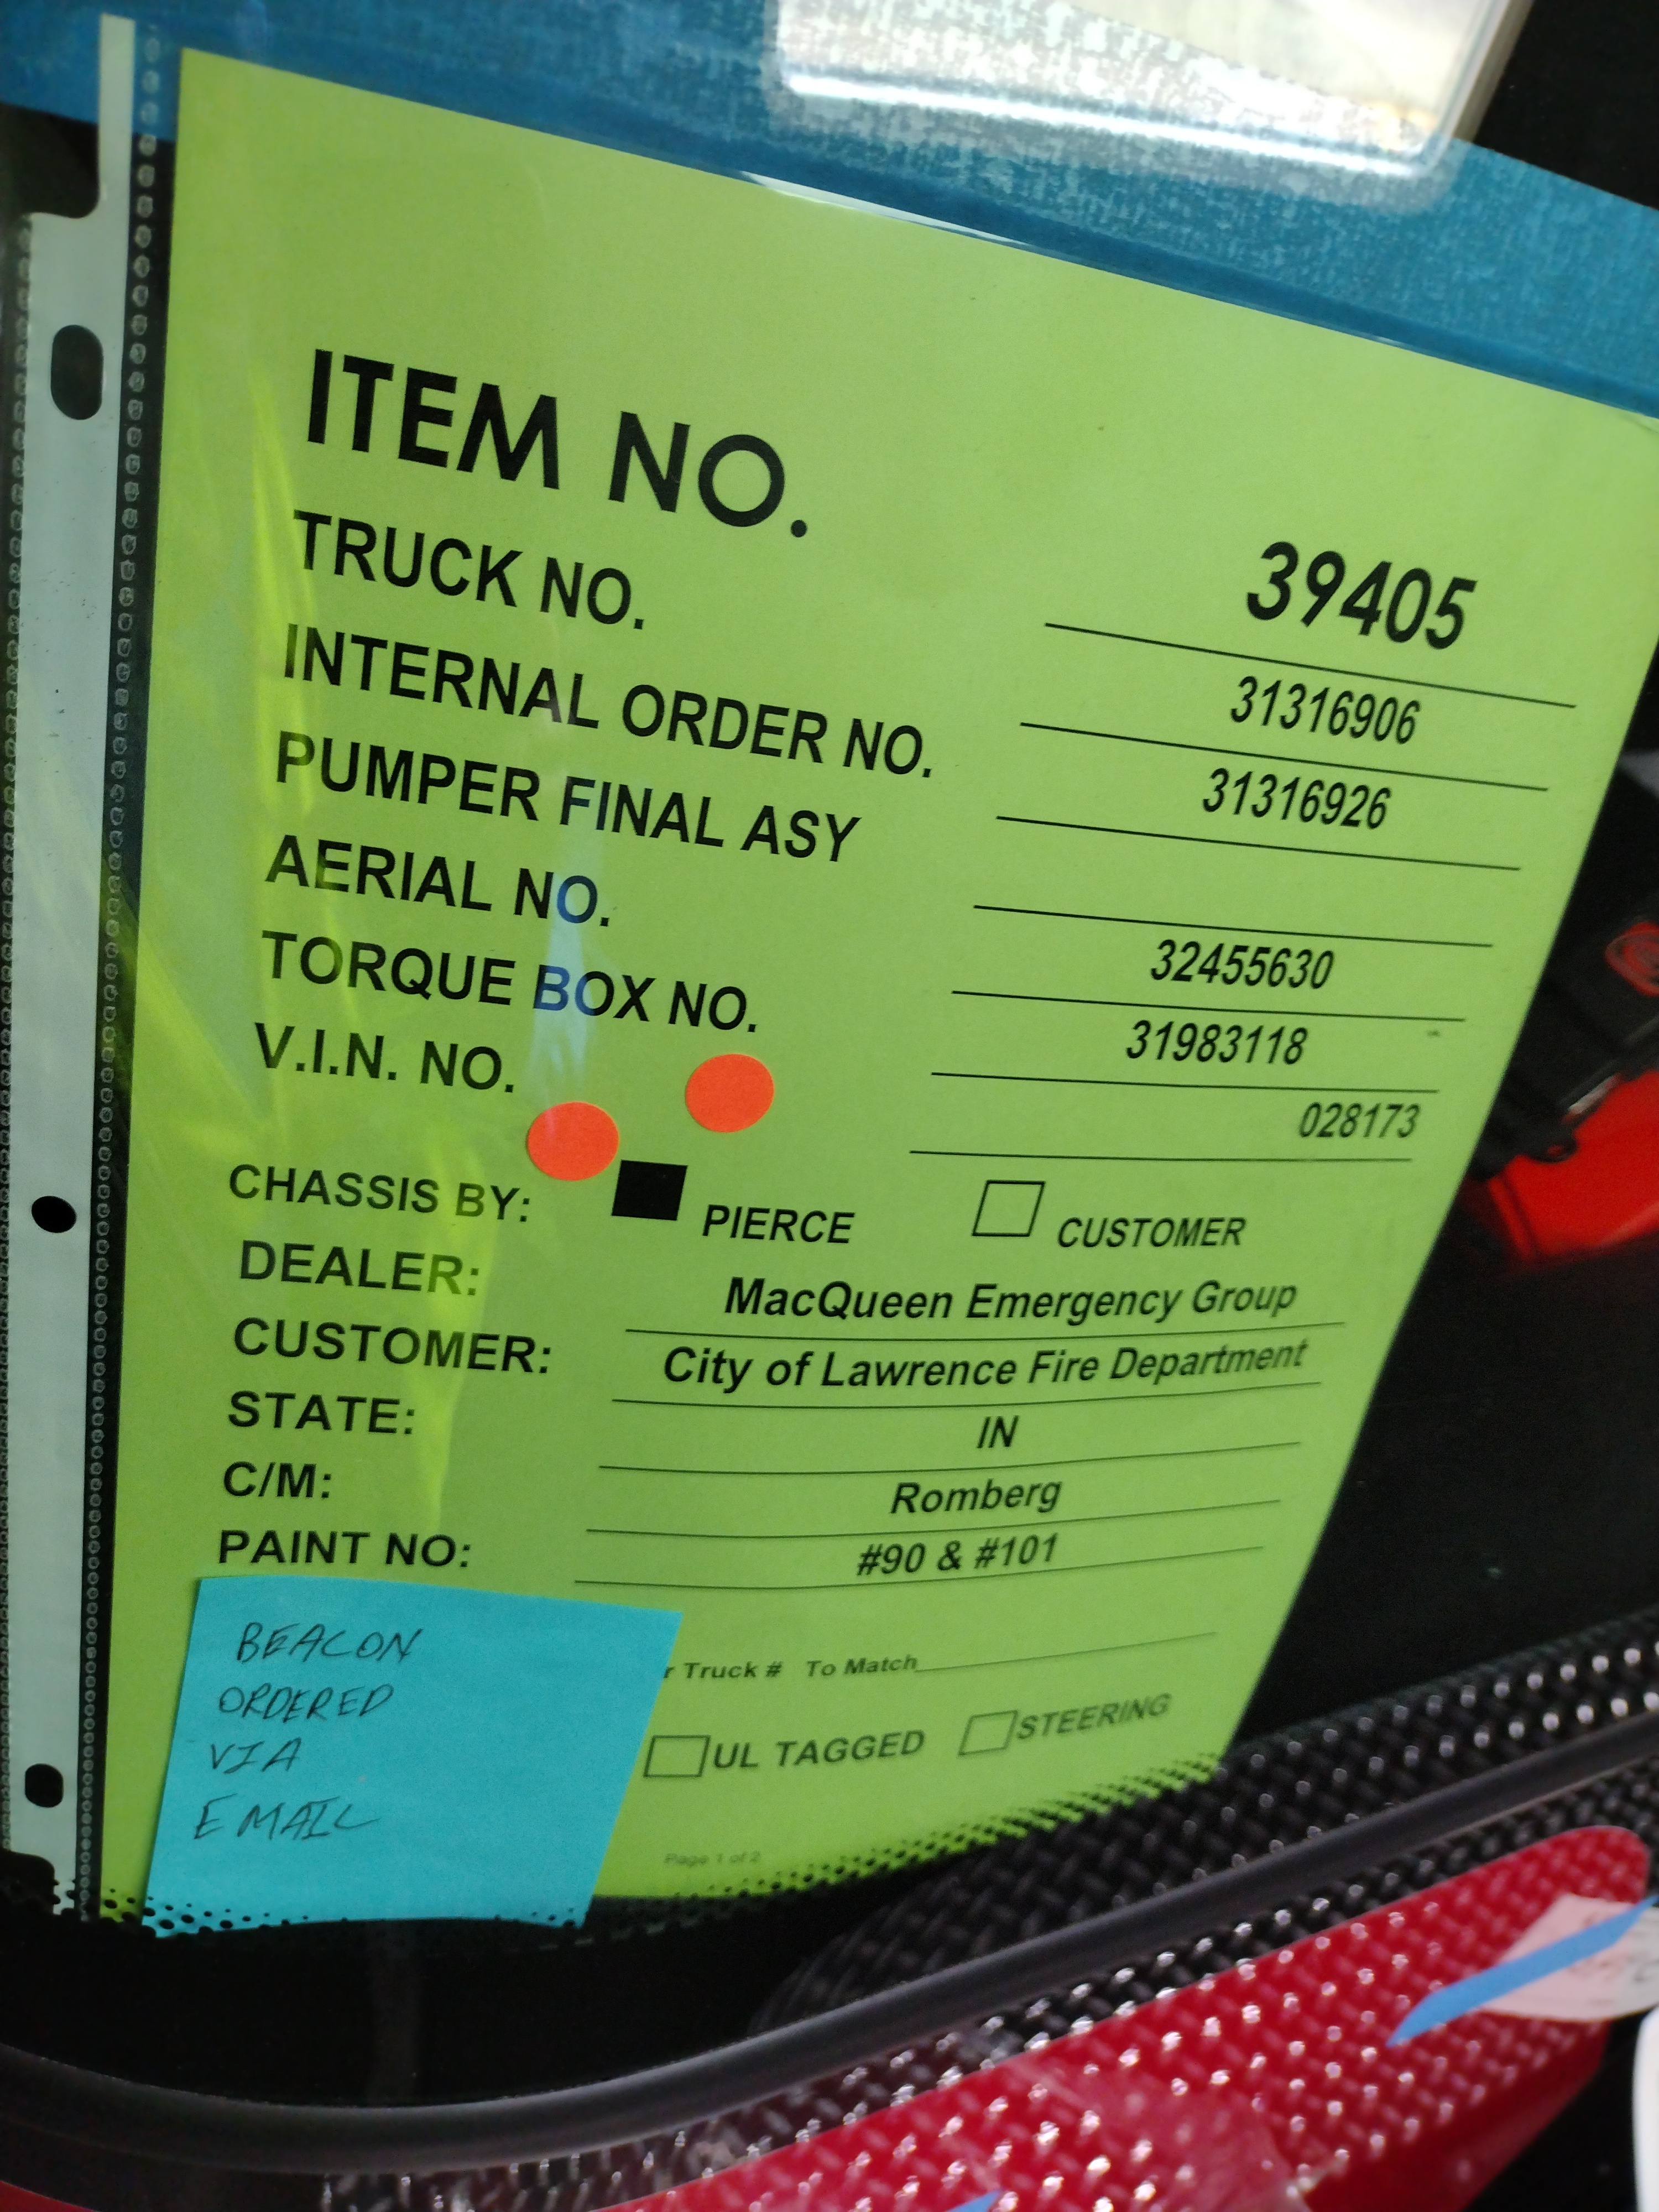 ITEM NO. 39405
TRUCK NO. 31316906
INTERNAL ORDER NO. 31316926
PUMPER FINAL ASY
AERIAL NO. 32455630
TORQUE BOX NO. 31983118
V.I.N. NO. 028173
CHASSIS BY: PIERCE CUSTOMER
DEALER: MacQueen Emergency Group
CUSTOMER: City of Lawrence Fire Department
STATE: IN
C/M: Romberg
PAINT NO: #90 & #101
r Truck # To Match
UL TAGGED STEERING
BEACON
ORDERED
VIA
EMAIL
Page 1 of 2